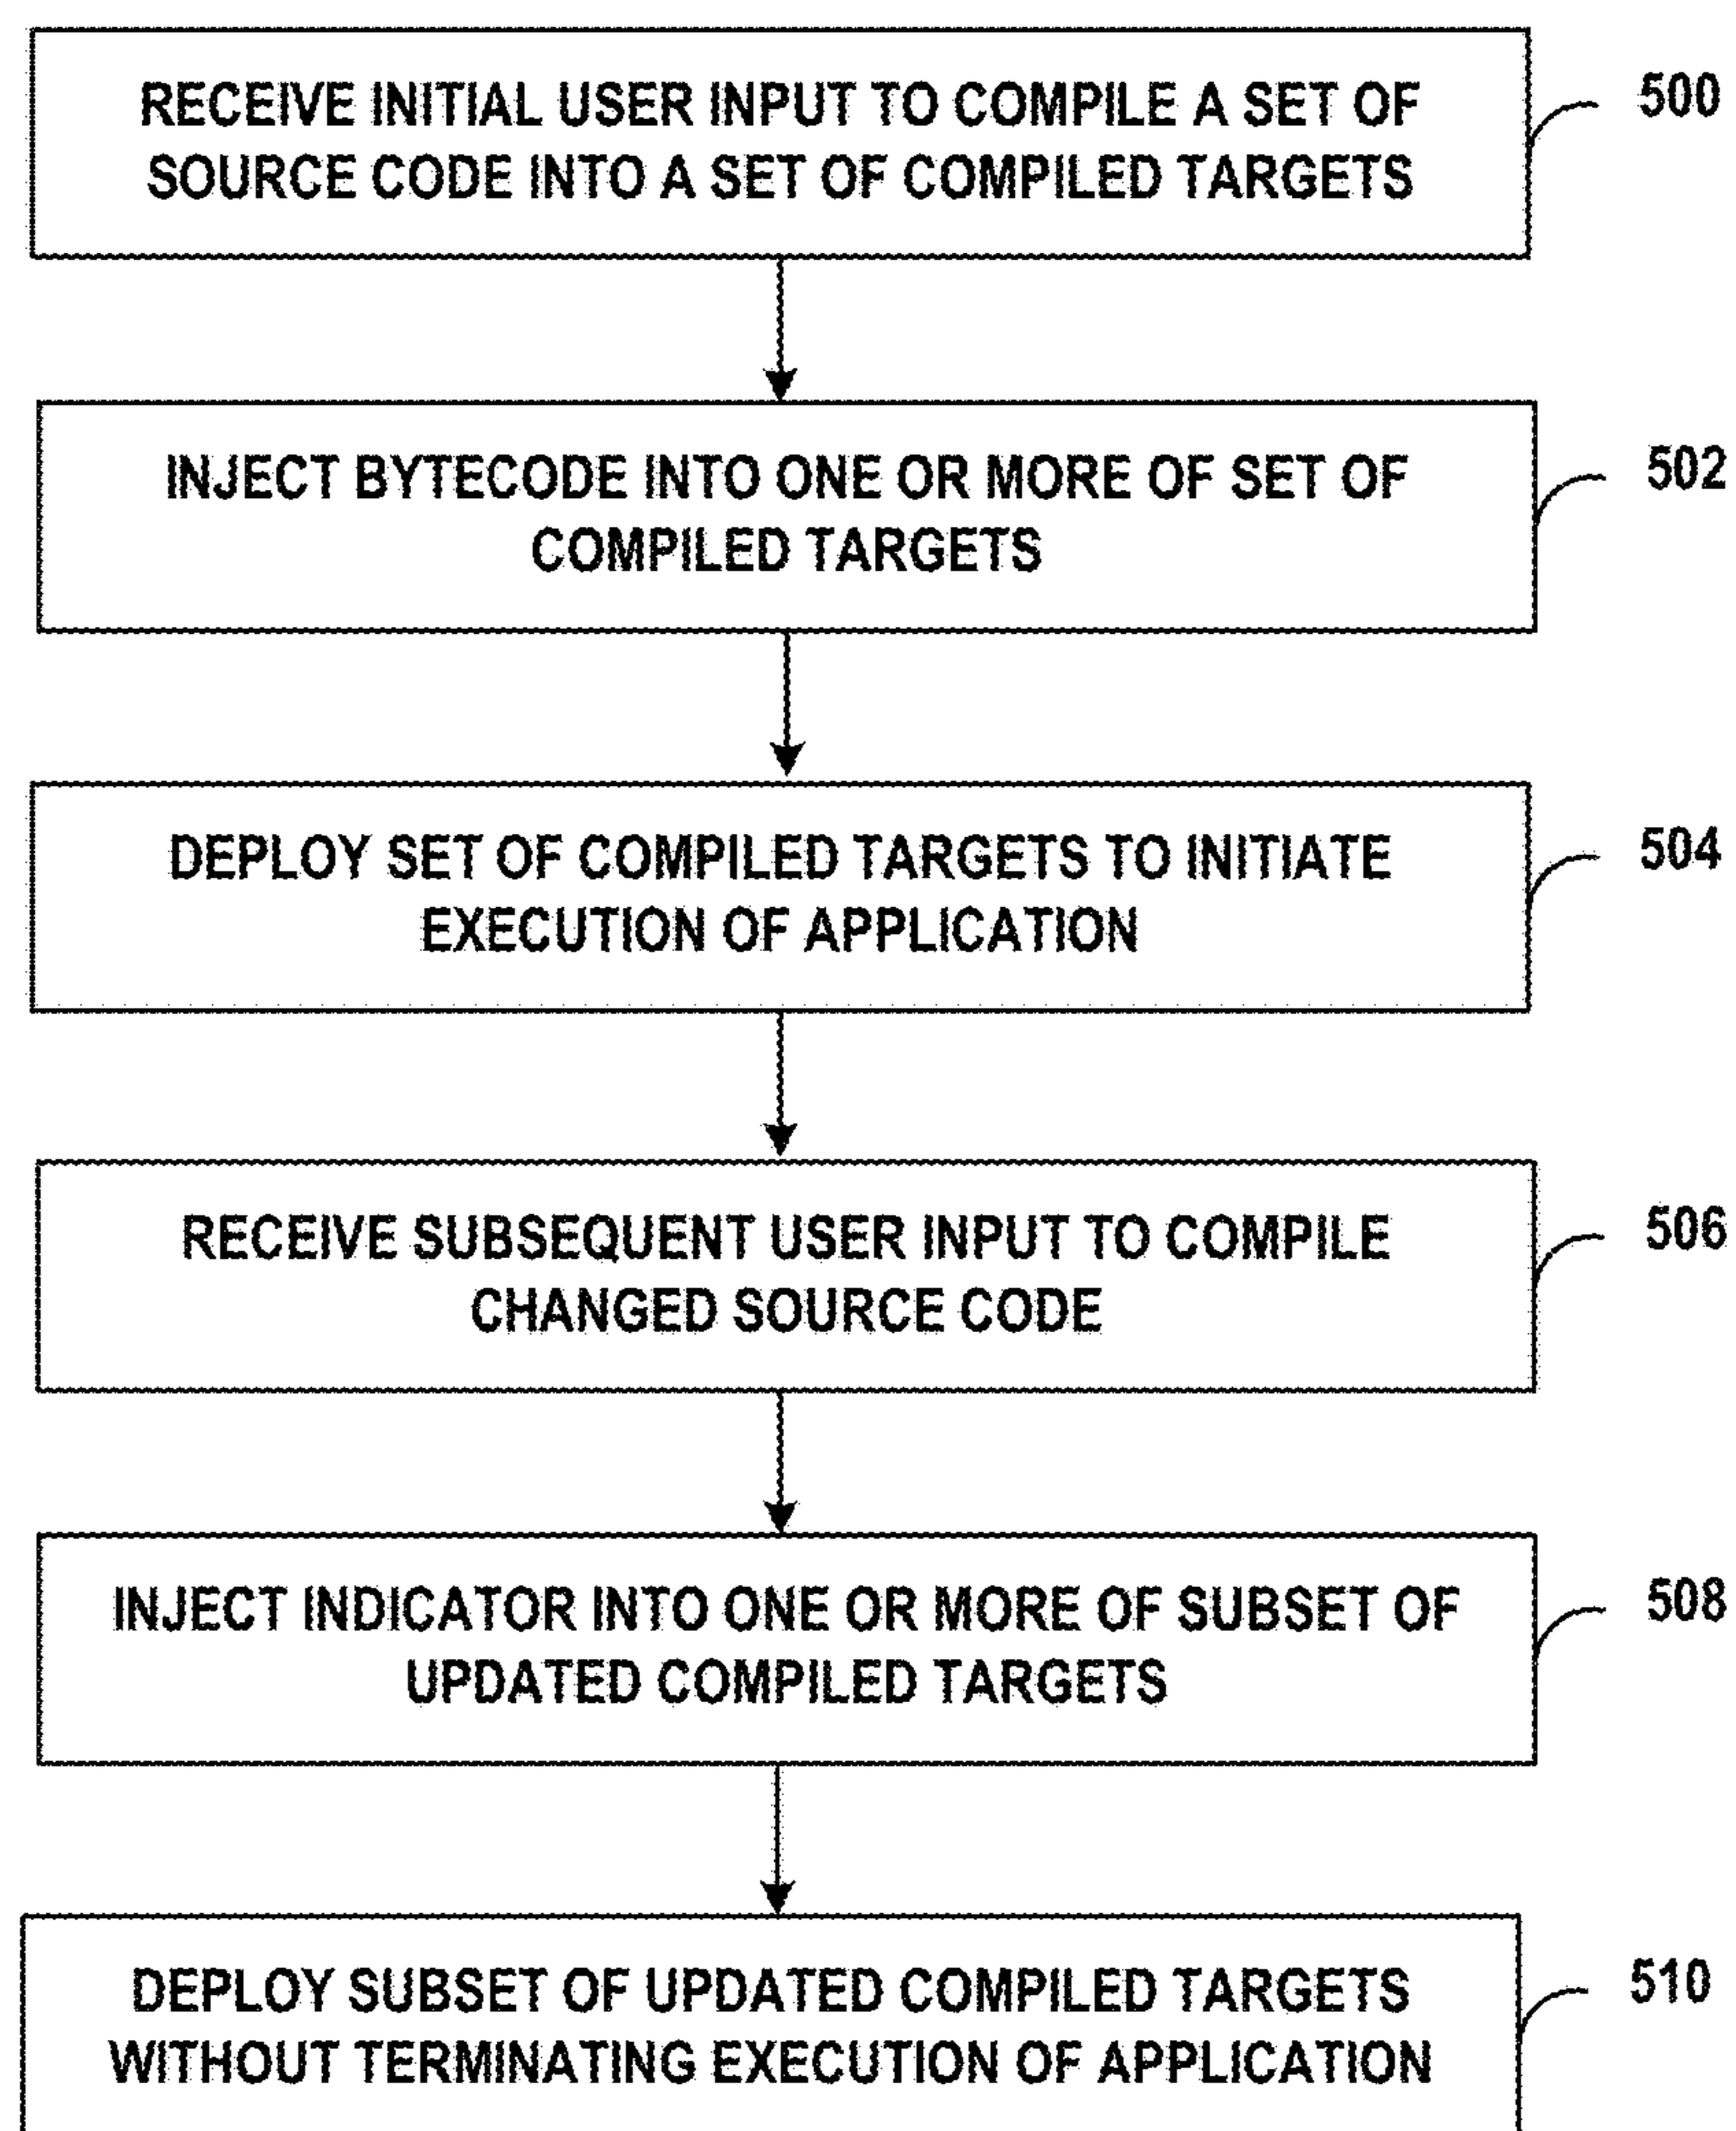 RECEIVE INITIAL USER INPUT TO COMPILE A SET OF
SOURCE CODE INTO A SET OF COMPILED TARGETS
500
INJECT BYTECODE INTO ONE OR MORE OF SET OF
COMPILED TARGETS
502
DEPLOY SET OF COMPILED TARGETS TO INITIATE
EXECUTION OF APPLICATION
504
RECEIVE SUBSEQUENT USER INPUT TO COMPILE
CHANGED SOURCE CODE
506
INJECT INDICATOR INTO ONE OR MORE OF SUBSET OF
UPDATED COMPILED TARGETS
508
DEPLOY SUBSET OF UPDATED COMPILED TARGETS
WITHOUT TERMINATING EXECUTION OF APPLICATION
510